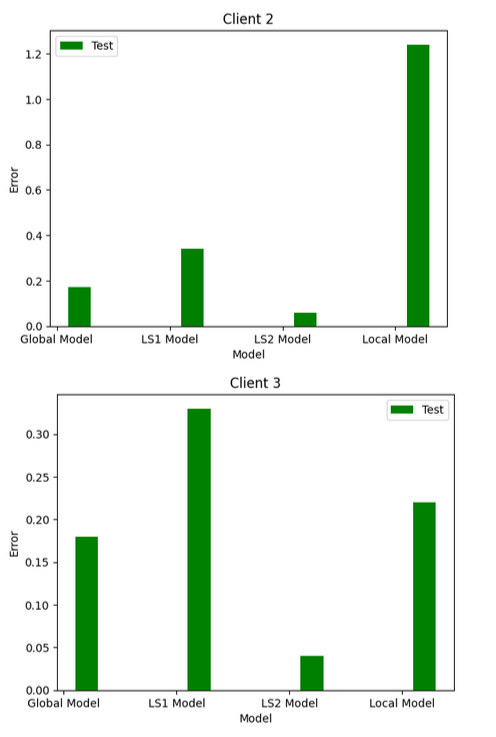 Client 2
Test
1.2
1.0
0.8
0.6
0.4
0.2
0.0
Error
Global Model LS1 Model LS2 Model Local Model
Model
Client 3
Test
0.30
0.25
0.20
0.15
0.10
0.05
0.00
Error
Global Model LS1 Model LS2 Model Local Model
Model